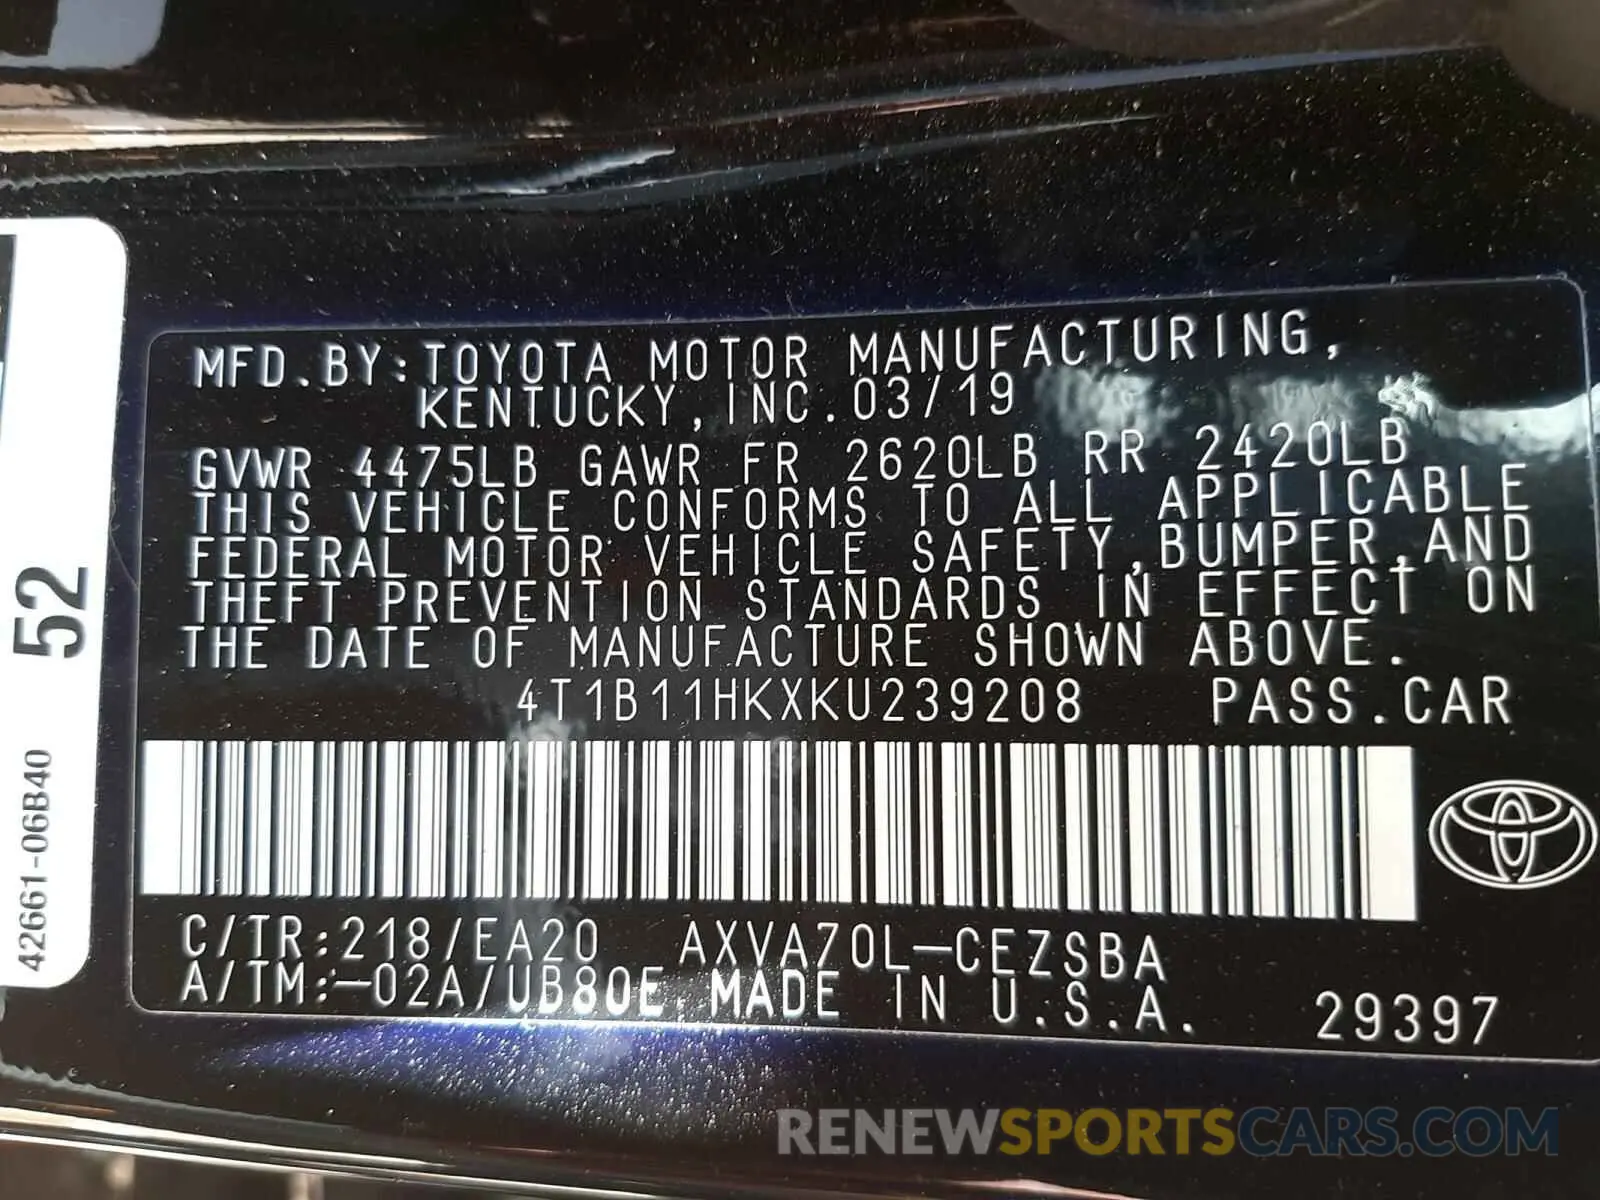 MFD.BY:TOYOTA MOTOR MANUFACTURING,
KENTUCKY,INC.03/19
GVWR 4475LB GAWR FR 2620LB RR 2420LB
THIS VEHICLE CONFORMS TO ALL APPLICABLE
FEDERAL MOTOR VEHICLE SAFETY,BUMPER,AND
THEFT PREVENTION STANDARDS IN EFFECT ON
THE DATE OF MANUFACTURE SHOWN ABOVE.
4T1B11HKXKU239208 PASS.CAR
C/TR:218/EA20 AXVA70L-CEZSBA
A/TM:-02A/UB80E,MADE IN U.S.A. 29397
52
42661-06B40
RENEWSPORTSCARS.COM